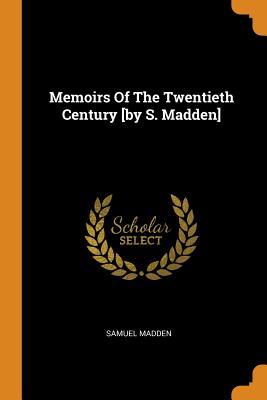 Memoirs Of The Twentieth
Century [by S. Madden]
Scholar
SELECT
SAMUEL MADDEN